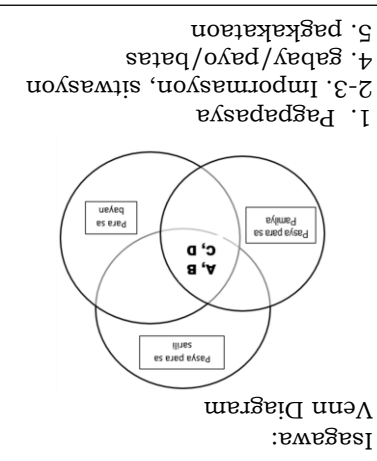 Isagawa:
Venn Diagram
Pasya para sa
sarili
A, B
C, D
Pasya para sa
Pamilya
Para sa
bayan
1. Pagpapasya
2-3. Impormasyon, sitwasyon
4. gabay/payo/batas
5. pagkakataon